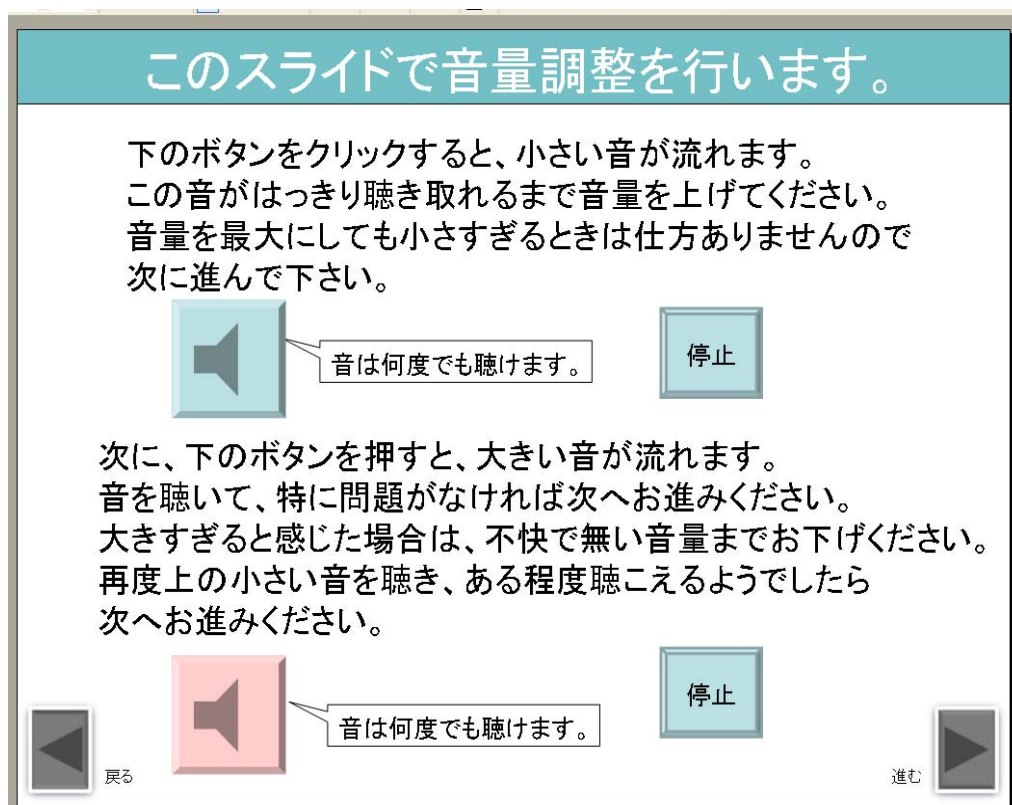 このスライドで音量調整を行います。
下のボタンをクリックすると、小さい音が流れます。
この音がはっきり聴き取れるまで音量を上げてください。
音量を最大にしても小さすぎるときは仕方ありませんので
次に進んで下さい。
音は何度でも聴けます。
停止
次に、下のボタンを押すと、大きい音が流れます。
音を聴いて、特に問題がなければ次へお進みください。
大きすぎると感じた場合は、不快で無い音量までお下げください。
再度上の小さい音を聴き、ある程度聴こえるようでしたら
次へお進みください。
音は何度でも聴けます。
停止
戻る
進む